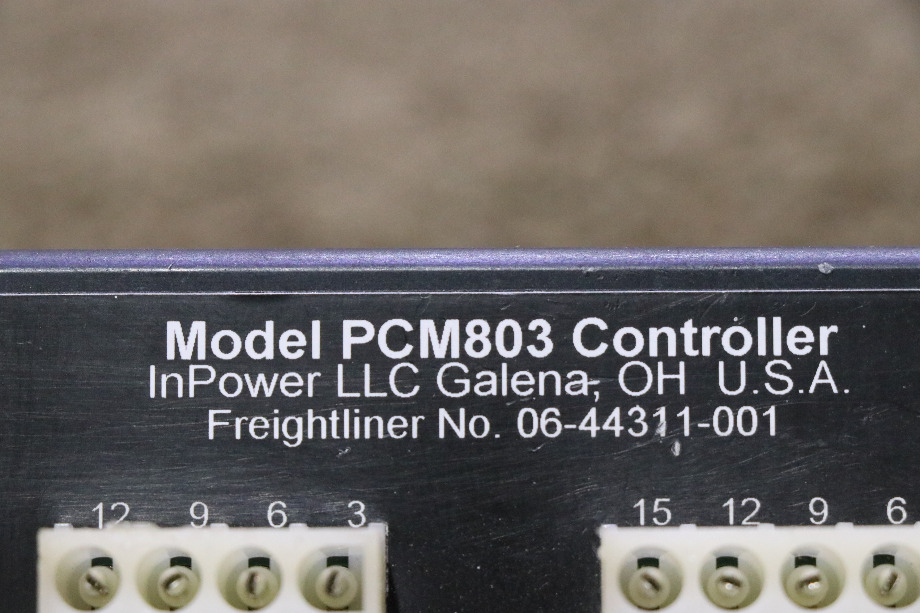 Model PCM803 Controller
InPower LLC Galena, OH U.S.A.
Freightliner No. 06-44311-001
12 9 6 3 15 12 9 6